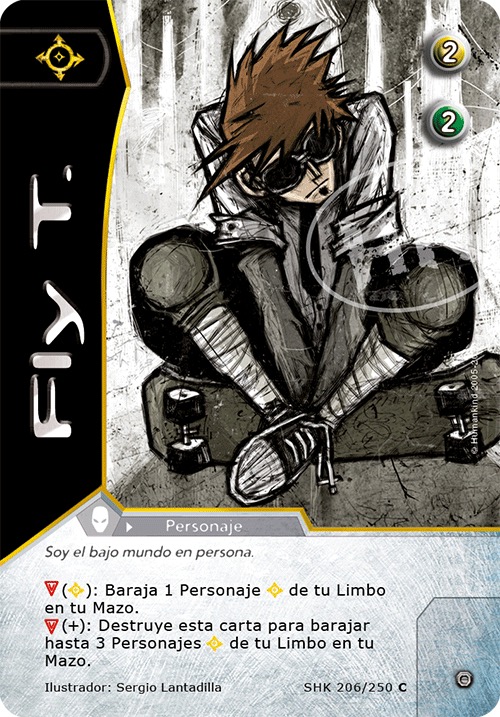 2
2
Fly T.
© Humankind 2005
Personaje
Soy el bajo mundo en persona.
( ): Baraja 1 Personaje de tu Limbo
en tu Mazo.
(+): Destruye esta carta para barajar
hasta 3 Personajes de tu Limbo en tu
Mazo.
Ilustrador: Sergio Lantadilla SHK 206/250 C